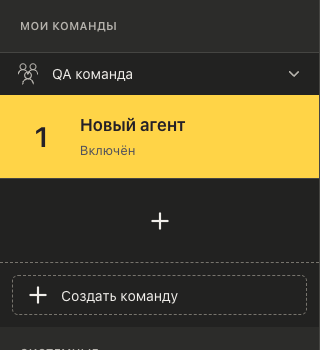 МОИ КОМАНДЫ
QA команда
1
Новый агент
Включён
Создать команду